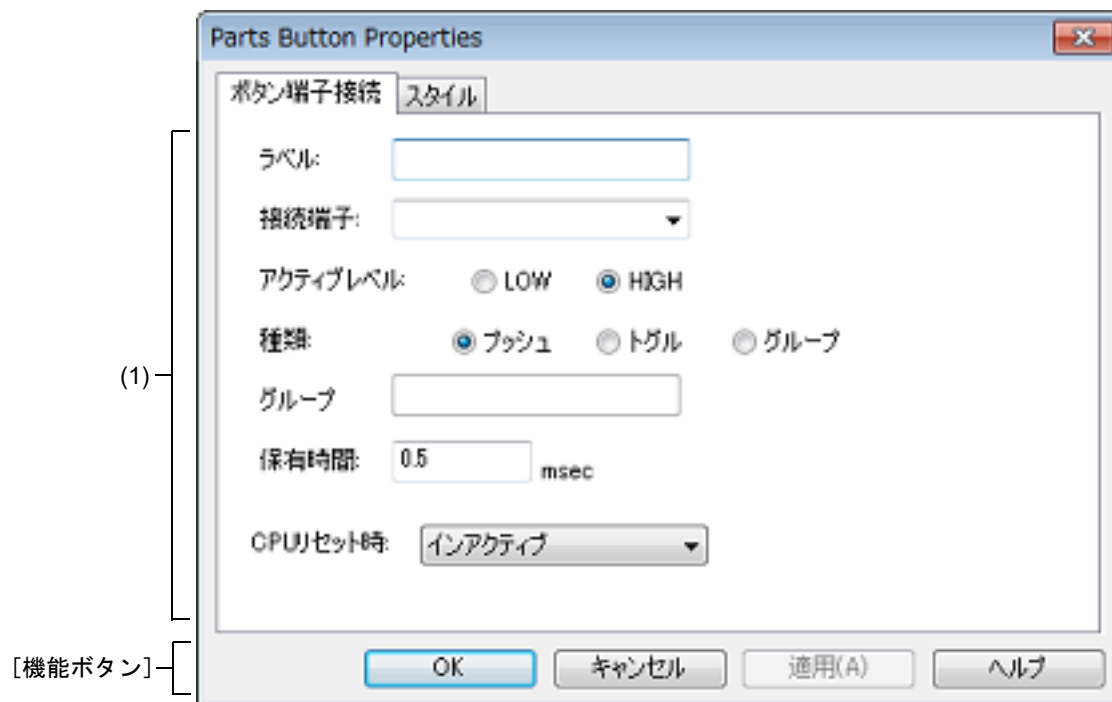 Parts Button Properties
ボタン端子接続 スタイル
ラベル:
接続端子:
アクティブレベル: LOW HIGH
種類: プッシュ トグル グループ
(1)
グループ
保有時間: 0.5 msec
CPUリセット時: インアクティブ
[機能ボタン] OK キャンセル 適用(A) ヘルプ